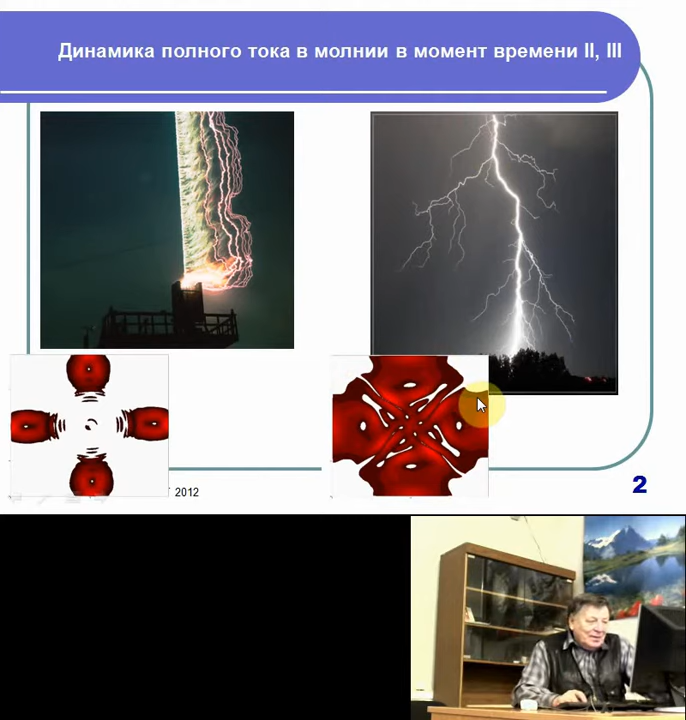 Динамика полного тока в молнии в момент времени II, III
2012
2